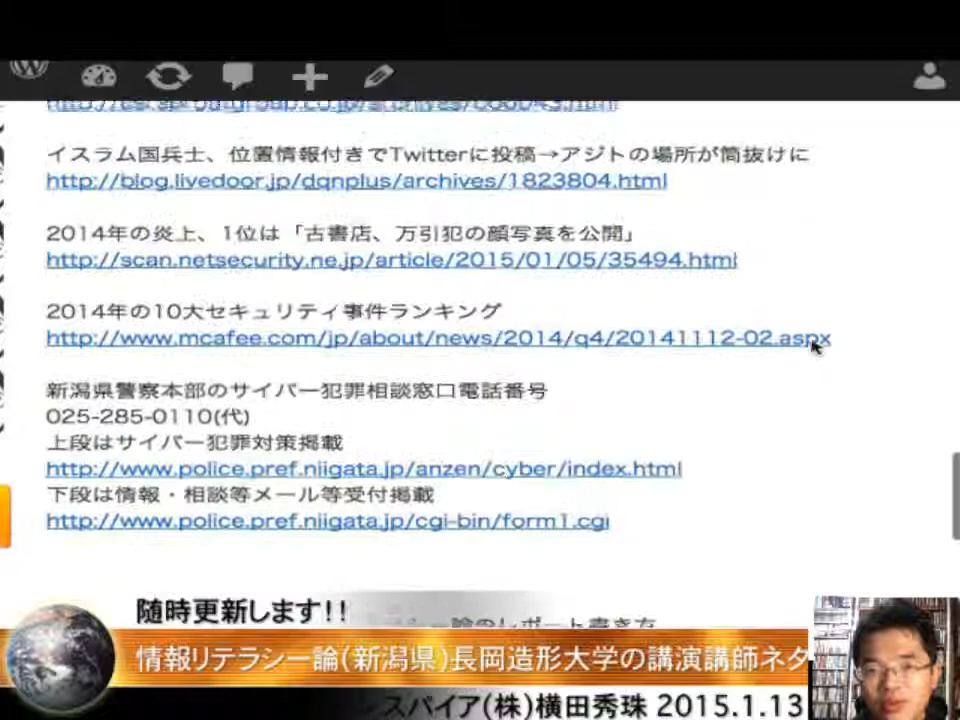 イスラム国兵士、位置情報付きでTwitterに投稿→アジトの場所が筒抜けに
http://blog.livedoor.jp/dqnplus/archives/1823804.html
2014年の炎上、1位は「古書店、万引犯の顔写真を公開」
http://scan.netsecurity.ne.jp/article/2015/01/05/35494.html
2014年の10大セキュリティ事件ランキング
http://www.mcafee.com/jp/about/news/2014/q4/20141112-02.aspx
新潟県警察本部のサイバー犯罪相談窓口電話番号
025-285-0110(代)
上段はサイバー犯罪対策掲載
http://www.police.pref.niigata.jp/anzen/cyber/index.html
下段は情報・相談等メール等受付掲載
http://www.police.pref.niigata.jp/cgi-bin/form1.cgi
随時更新します!!
情報リテラシー論(新潟県)長岡造形大学の講演講師ネタ
スパイア(株)横田秀珠 2015.1.13